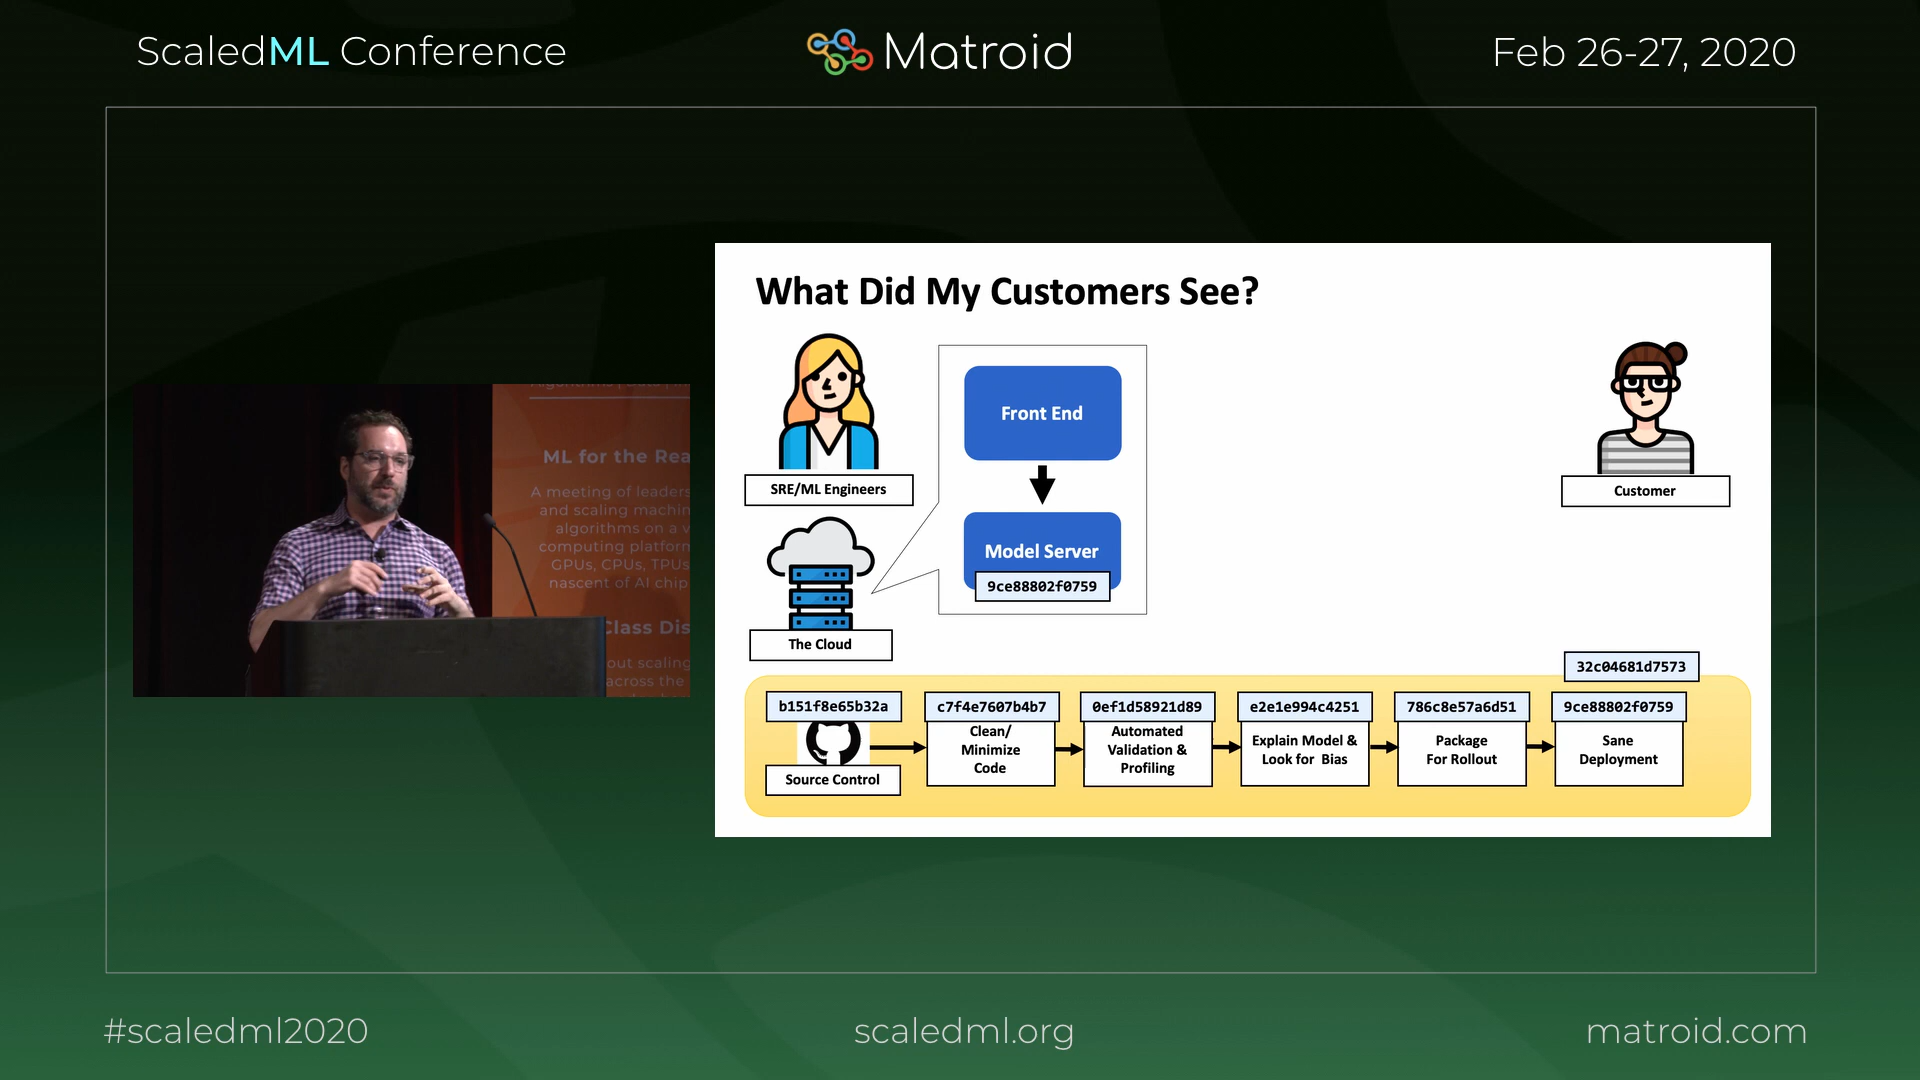 ScaledML Conference
Matroid
Feb 26-27, 2020
ML for the Rea
A meeting of leaders
and scaling machin
algorithms on a v
computing platform
GPUs, CPUs, TPUs
nascent of AI chip
Class Dis
out scaling
across the
What Did My Customers See?
SRE/ML Engineers
Front End
Model Server
9ce88802f0759
The Cloud
Customer
32c04681d7573
b151f8e65b32a
Source Control
c7f4e7607b4b7
Clean/
Minimize
Code
0ef1d58921d89
Automated
Validation &
Profiling
e2e1e994c4251
Explain Model &
Look for Bias
786c8e57a6d51
Package
For Rollout
9ce88802f0759
Sane
Deployment
#scaledml2020
scaledml.org
matroid.com